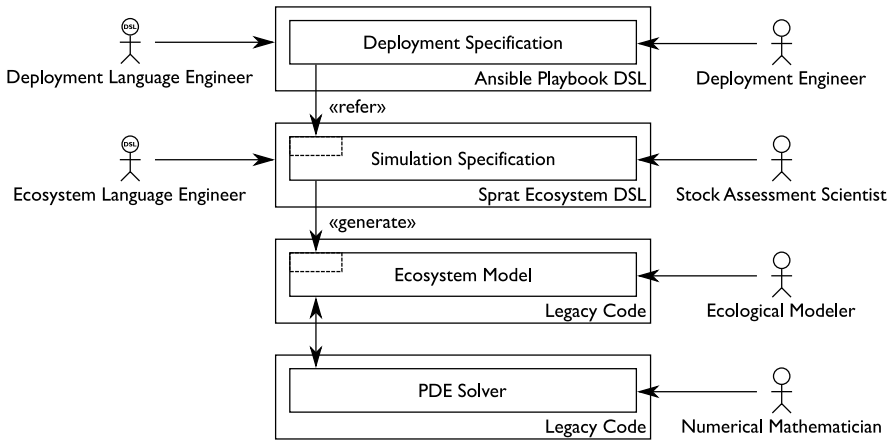 DSL
Deployment Language Engineer
Deployment Specification
Ansible Playbook DSL
Deployment Engineer
«refer»
DSL
Ecosystem Language Engineer
Simulation Specification
Sprat Ecosystem DSL
Stock Assessment Scientist
«generate»
Ecosystem Model
Legacy Code
Ecological Modeler
PDE Solver
Legacy Code
Numerical Mathematician